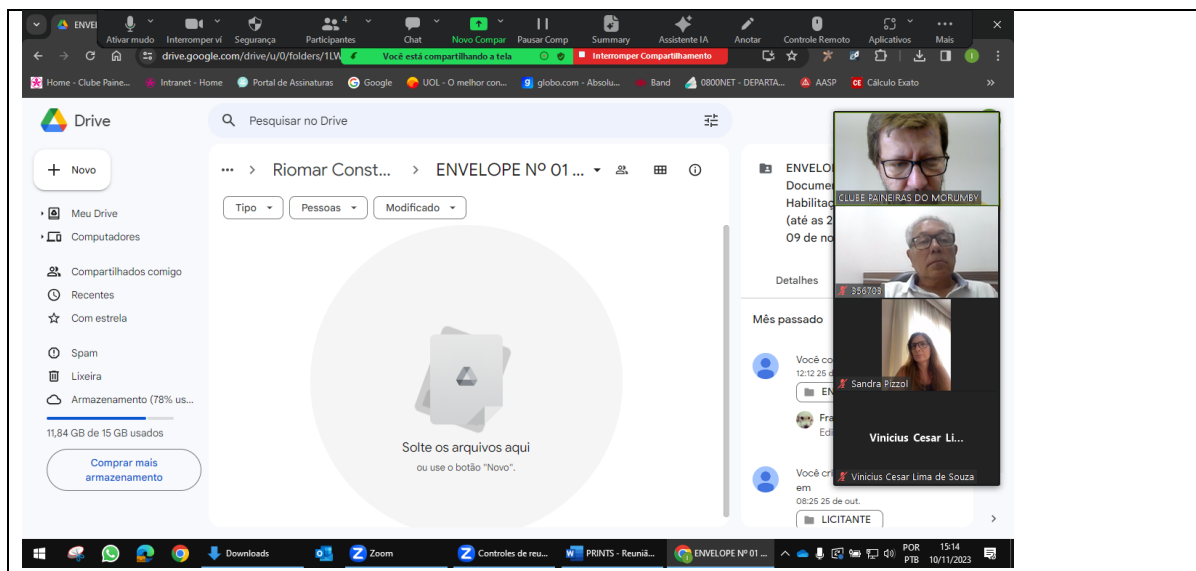 ENVE
Ativar mudo
Interromper ví
Segurança
4
Participantes
Chat
Novo Compar
Pausar Comp
Summary
Assistente IA
Anotar
Controle Remoto
Aplicativos
Mais
drive.google.com/drive/u/0/folders/1LW
Você está compartilhando a tela
Interromper Compartilhamento
Home - Clube Paine...
Intranet - Home
Portal de Assinaturas
Google
UOL - O melhor con...
globo.com - Absolu...
Band
0800NET - DEPARTA...
AASP
Cálculo Exato
Drive
Pesquisar no Drive
Novo
Riomar Const... > ENVELOPE Nº 01 ...
Tipo
Pessoas
Modificado
Meu Drive
Computadores
Compartilhados comigo
Recentes
Com estrela
Spam
Lixeira
Armazenamento (78% us...
11,84 GB de 15 GB usados
Comprar mais
armazenamento
Solte os arquivos aqui
ou use o botão "Novo".
ENVELO
Docume
Habilitaç
(até as 2
09 de no
Detalhes
Mês passado
Você co
12:12 25 d
EN
Fra
Edi
Você cri
em
08:25 25 de out.
LICITANTE
CLUBE PAINEIRAS DO MORUMBY
356703
Sandra Pizzol
Vinicius Cesar Li...
Vinicius Cesar Lima de Souza
Downloads
Zoom
Controles de reu...
PRINTS - Reuniã...
ENVELOPE Nº 01 ...
POR
PTB
15:14
10/11/2023